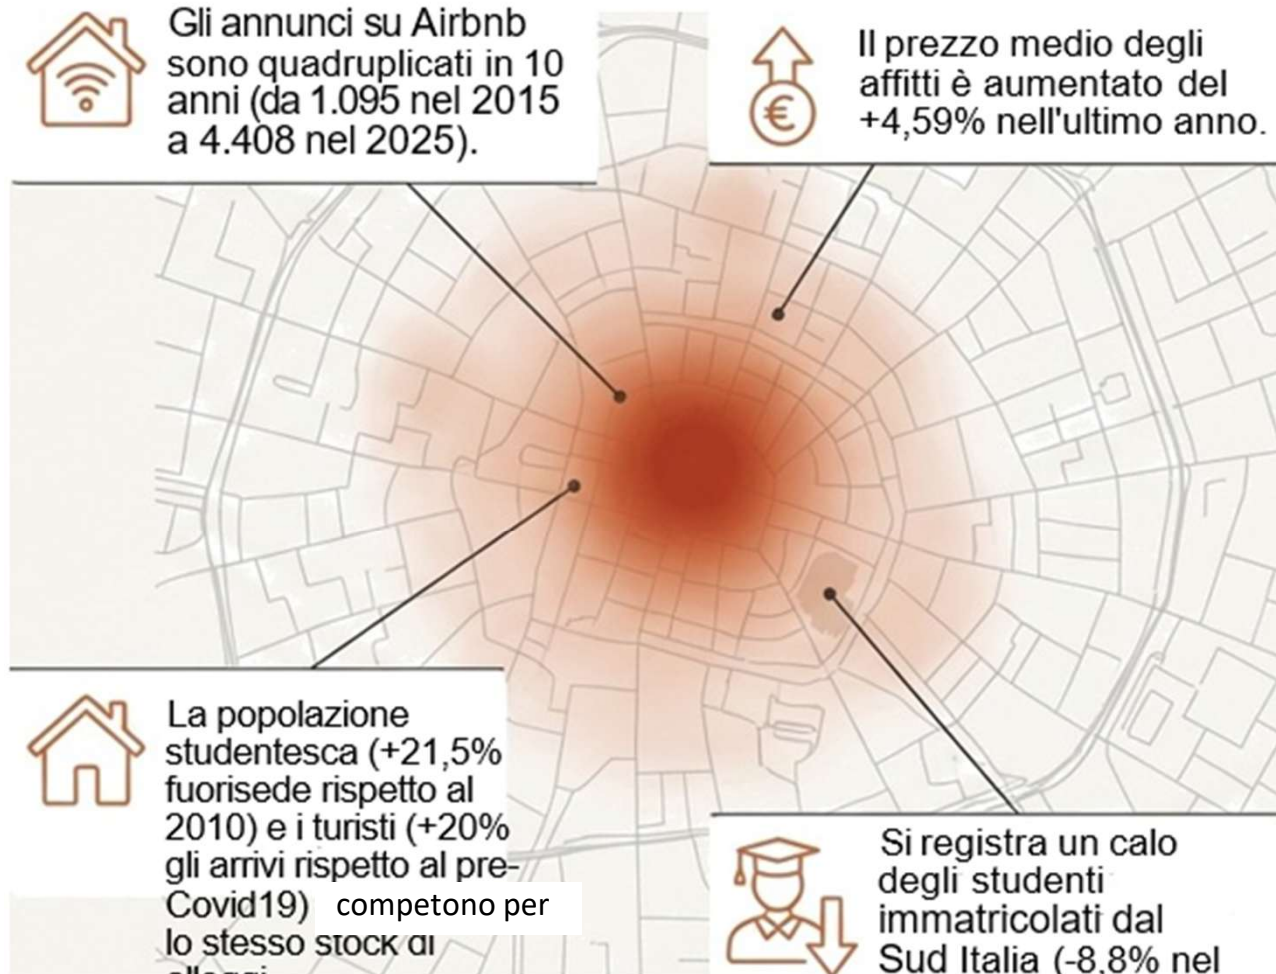 Gli annunci su Airbnb
sono quadruplicati in 10
anni (da 1.095 nel 2015
a 4.408 nel 2025).
Il prezzo medio degli
affitti è aumentato del
+4,59% nell'ultimo anno.
La popolazione
studentesca (+21,5%
fuorisede rispetto al
2010) e i turisti (+20%
gli arrivi rispetto al pre-
Covid19) competono per
lo stesso stock di
alloggi
Si registra un calo
degli studenti
immatricolati dal
Sud Italia (-8.8% nel